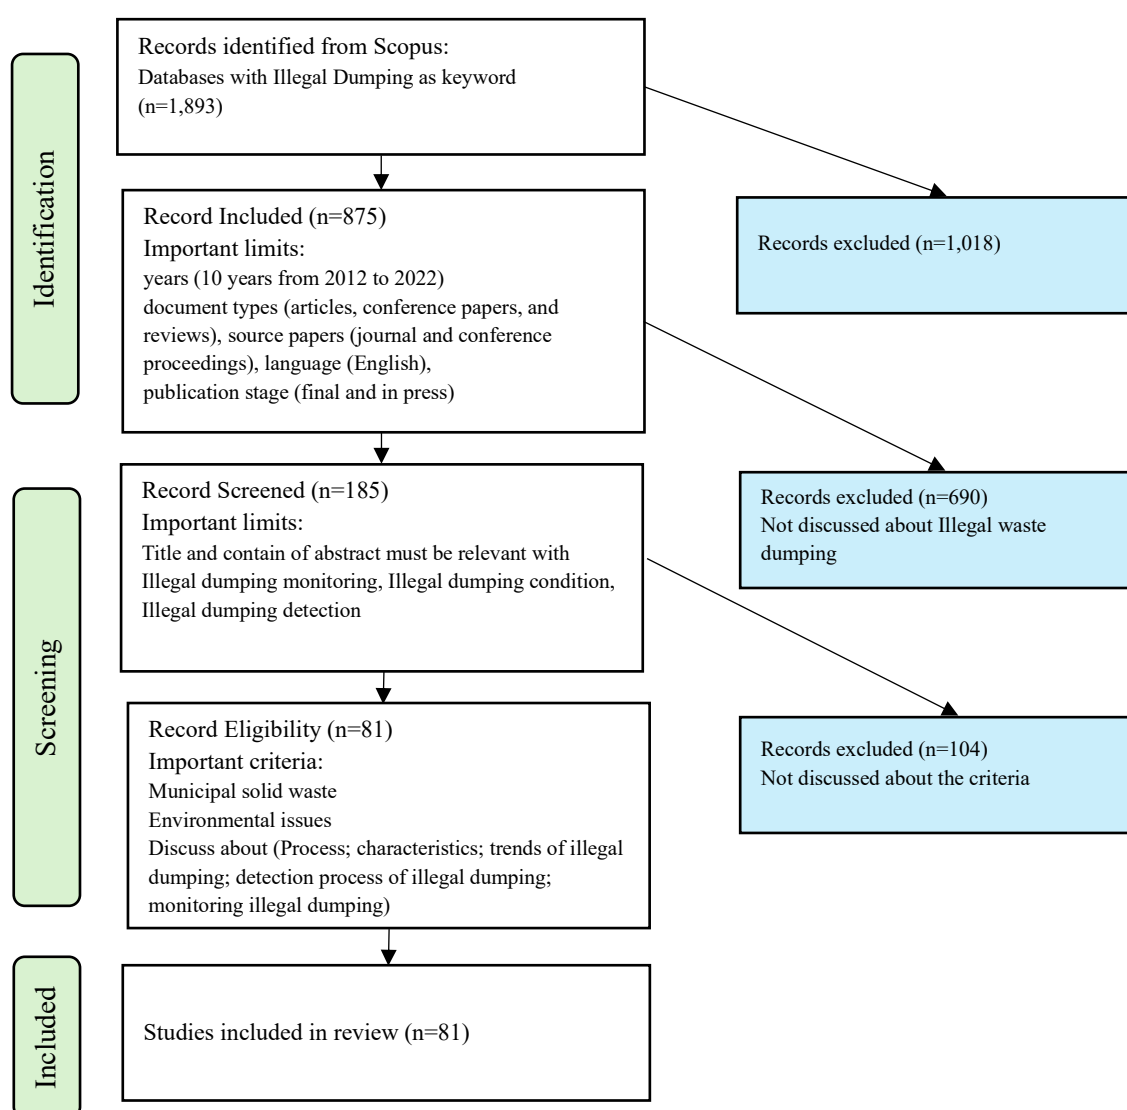 Identification
Records identified from Scopus:
Databases with Illegal Dumping as keyword
(n=1,893)
Records excluded (n=1,018)
Record Included (n=875)
Important limits:
years (10 years from 2012 to 2022)
document types (articles, conference papers, and
reviews), source papers (journal and conference
proceedings), language (English),
publication stage (final and in press)
Records excluded (n=690)
Not discussed about Illegal waste
dumping
Screening
Record Screened (n=185)
Important limits:
Title and contain of abstract must be relevant with
Illegal dumping monitoring, Illegal dumping condition,
Illegal dumping detection
Records excluded (n=104)
Not discussed about the criteria
Record Eligibility (n=81)
Important criteria:
Municipal solid waste
Environmental issues
Discuss about (Process; characteristics; trends of illegal
dumping; detection process of illegal dumping;
monitoring illegal dumping)
Included
Studies included in review (n=81)